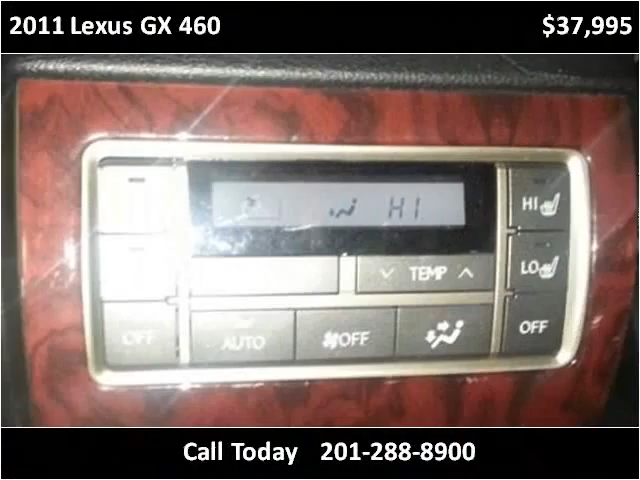 2011 Lexus GX 460 $37,995
HI
HI
LO
TEMP
OFF AUTO OFF OFF
Call Today 201-288-8900